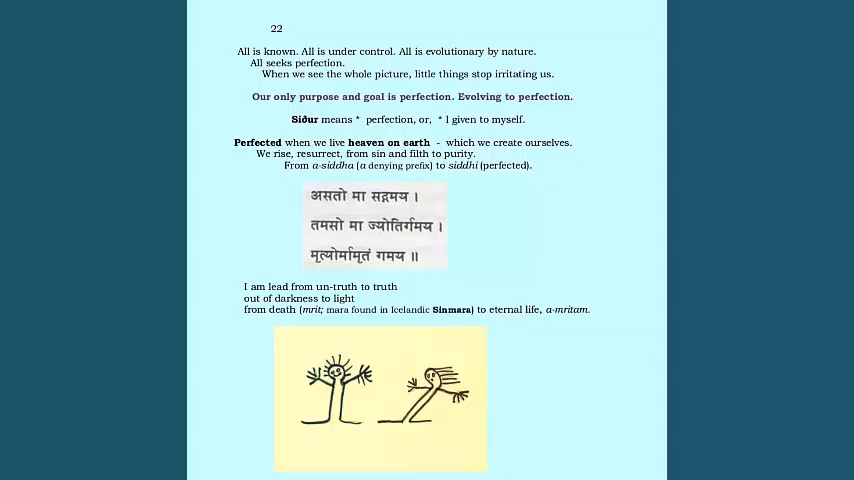 22
All is known. All is under control. All is evolutionary by nature.
All seeks perfection.
When we see the whole picture, little things stop irritating us.
Our only purpose and goal is perfection. Evolving to perfection.
Siður means * perfection, or, * I given to myself.
Perfected when we live heaven on earth - which we create ourselves.
We rise, resurrect, from sin and filth to purity.
From a-siddha (a denying prefix) to siddhi (perfected).
असतो मा सद्गमय ।
तमसो मा ज्योतिर्गमय ।
मृत्योर्मामृतं गमय ॥
I am lead from un-truth to truth
out of darkness to light
from death (mrit; mara found in Icelandic Sinmara) to eternal life, a-mritam.